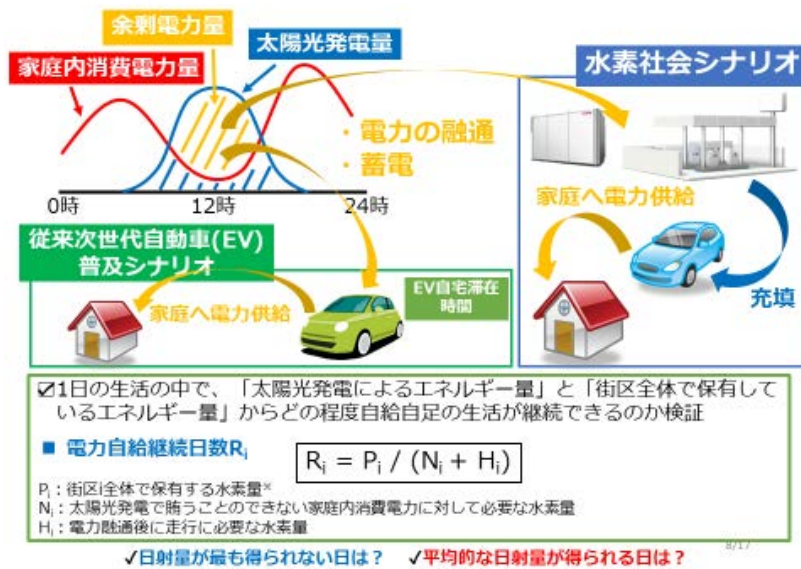 余剰電力量
太陽光発電量
家庭内消費電力量
・電力の融通
・蓄電
0時
12時
24時
水素社会シナリオ
家庭へ電力供給
充填
従来次世代自動車(EV)
普及シナリオ
家庭へ電力供給
EV自宅滞在
時間
☑1日の生活の中で、「太陽光発電によるエネルギー量」と「街区全体で保有して
いるエネルギー量」からどの程度自給自足の生活が継続できるのか検証
■ 電力自給継続日数Ri
Ri = Pi / (Ni + Hi)
Pi：街区i全体で保有する水素量※
Ni：太陽光発電で賄うことのできない家庭内消費電力に対して必要な水素量
Hi：電力融通後に走行に必要な水素量
8/17
✓日射量が最も得られない日は？ ✓平均的な日射量が得られる日は？